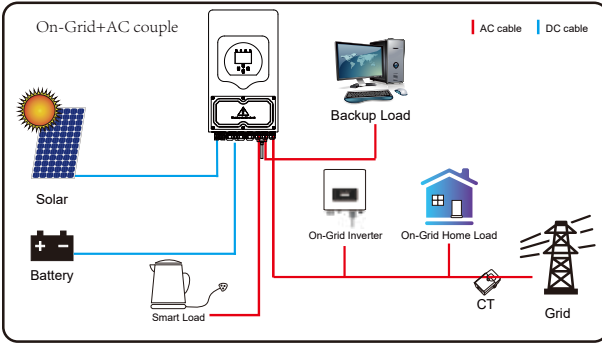 On-Grid+AC couple
AC cable
DC cable
Backup Load
Solar
On-Grid Inverter
On-Grid Home Load
Battery
CT
Smart Load
Grid